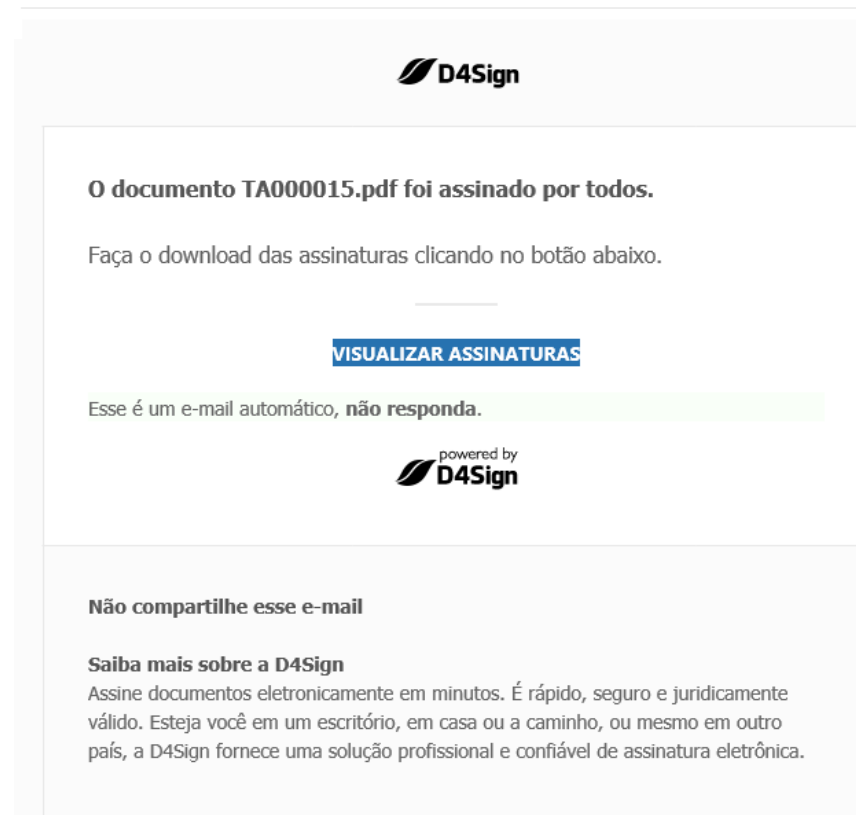 D4Sign
O documento TA000015.pdf foi assinado por todos.
Faça o download das assinaturas clicando no botão abaixo.
VISUALIZAR ASSINATURAS
Esse é um e-mail automático, não responda.
powered by
D4Sign
Não compartilhe esse e-mail
Saiba mais sobre a D4Sign
Assine documentos eletronicamente em minutos. É rápido, seguro e juridicamente
válido. Esteja você em um escritório, em casa ou a caminho, ou mesmo em outro
país, a D4Sign fornece uma solução profissional e confiável de assinatura eletrônica.